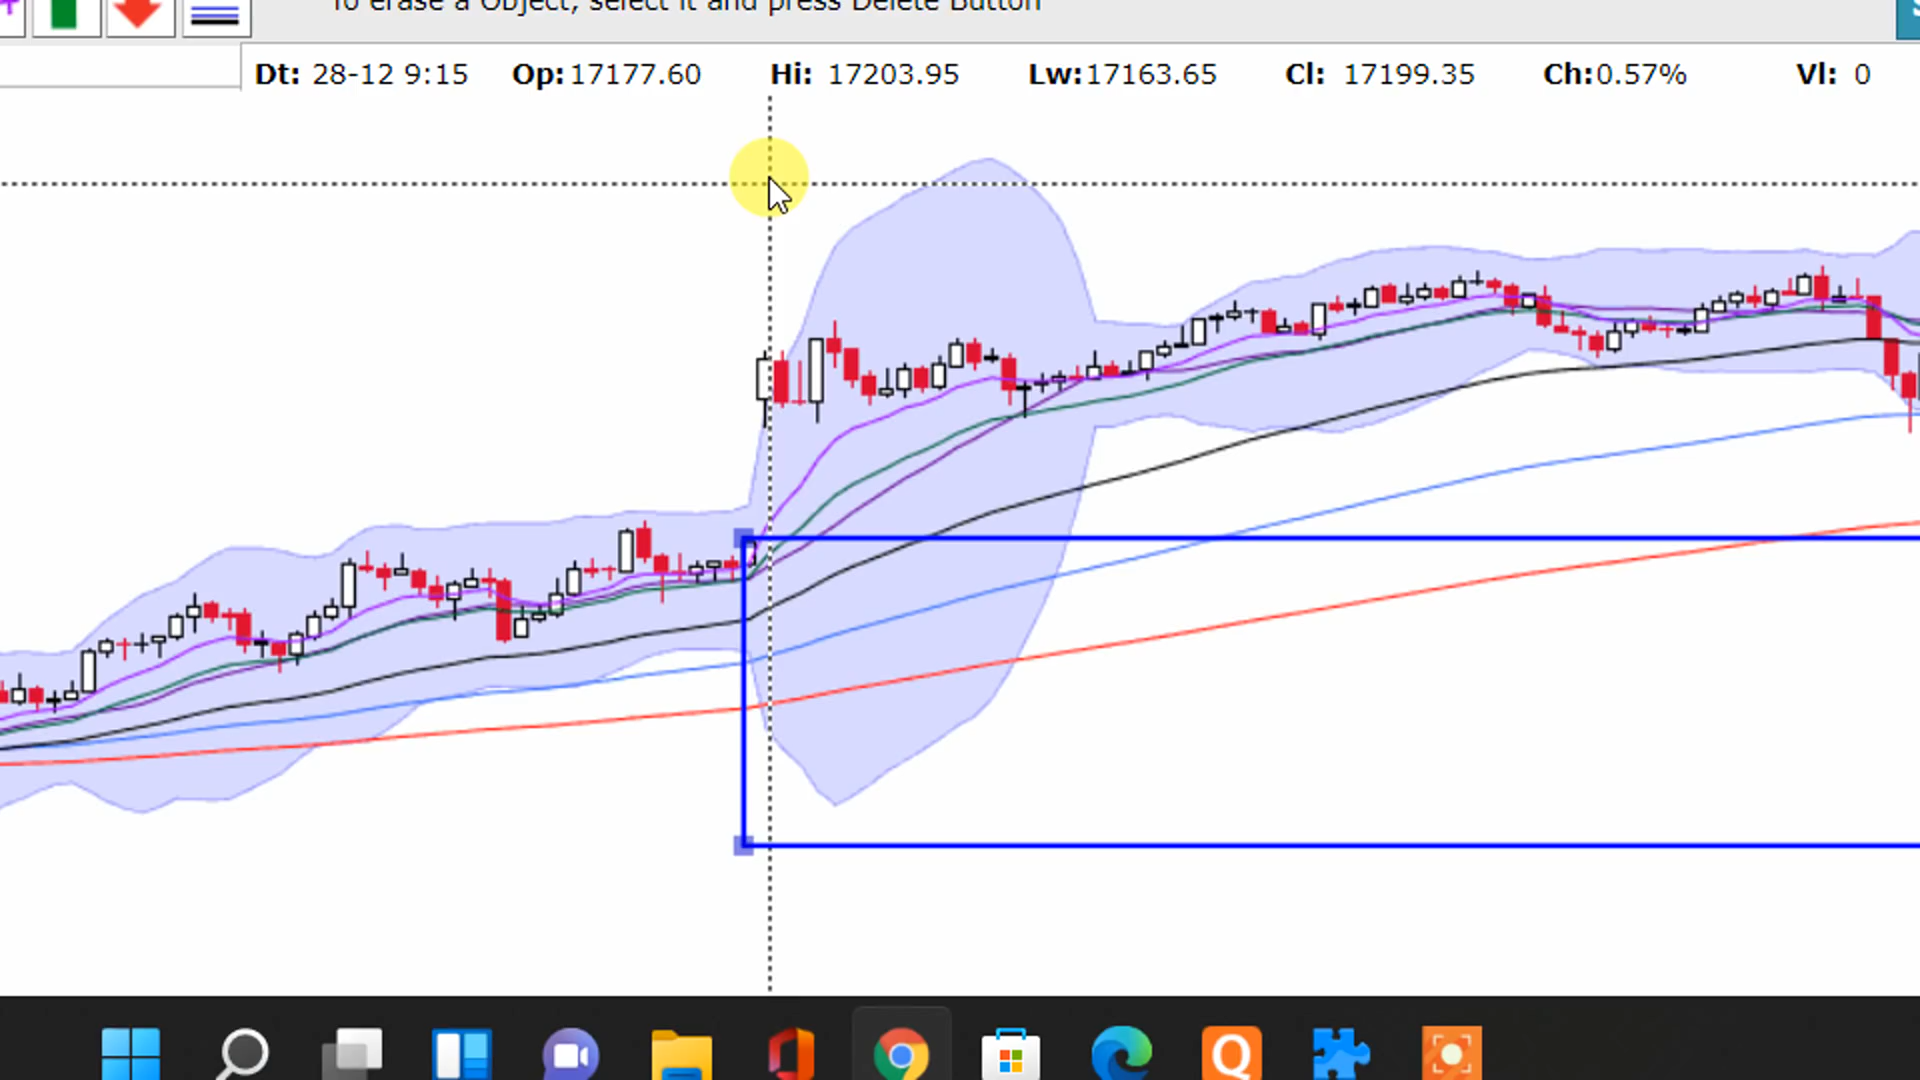 To erase a Object, select it and press Delete Button
Dt: 28-12 9:15 Op:17177.60 Hi: 17203.95 Lw:17163.65 Cl: 17199.35 Ch:0.57% Vl: 0
Q